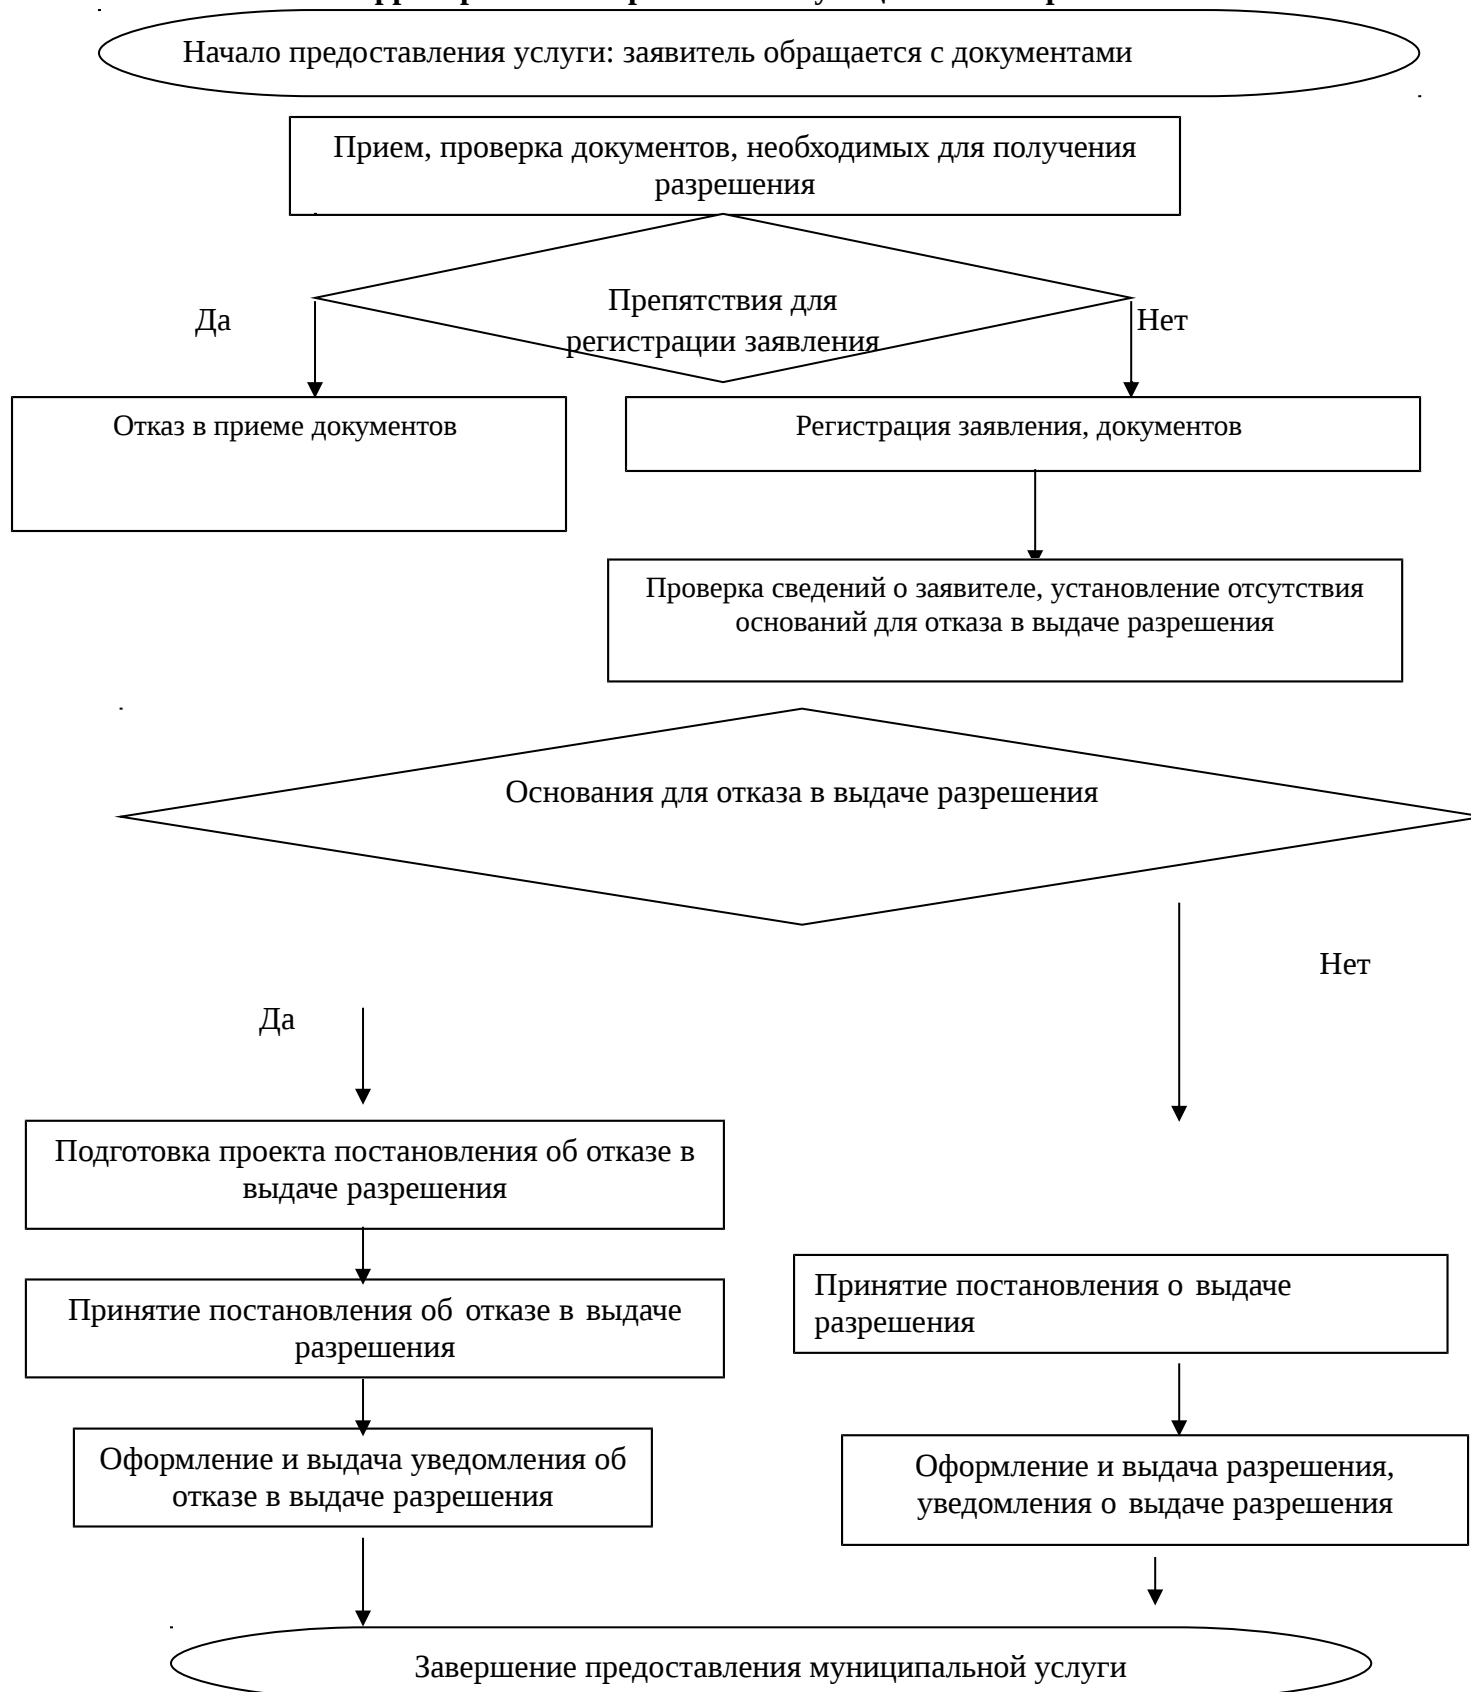 Начало предоставления услуги: заявитель обращается с документами
Прием, проверка документов, необходимых для получения
разрешения
Препятствия для
регистрации заявления
Да
Нет
Отказ в приеме документов
Регистрация заявления, документов
Проверка сведений о заявителе, установление отсутствия
оснований для отказа в выдаче разрешения
Основания для отказа в выдаче разрешения
Нет
Да
Подготовка проекта постановления об отказе в
выдаче разрешения
Принятие постановления об отказе в выдаче
разрешения
Принятие постановления о выдаче
разрешения
Оформление и выдача уведомления об
отказе в выдаче разрешения
Оформление и выдача разрешения,
уведомления о выдаче разрешения
Завершение предоставления муниципальной услуги